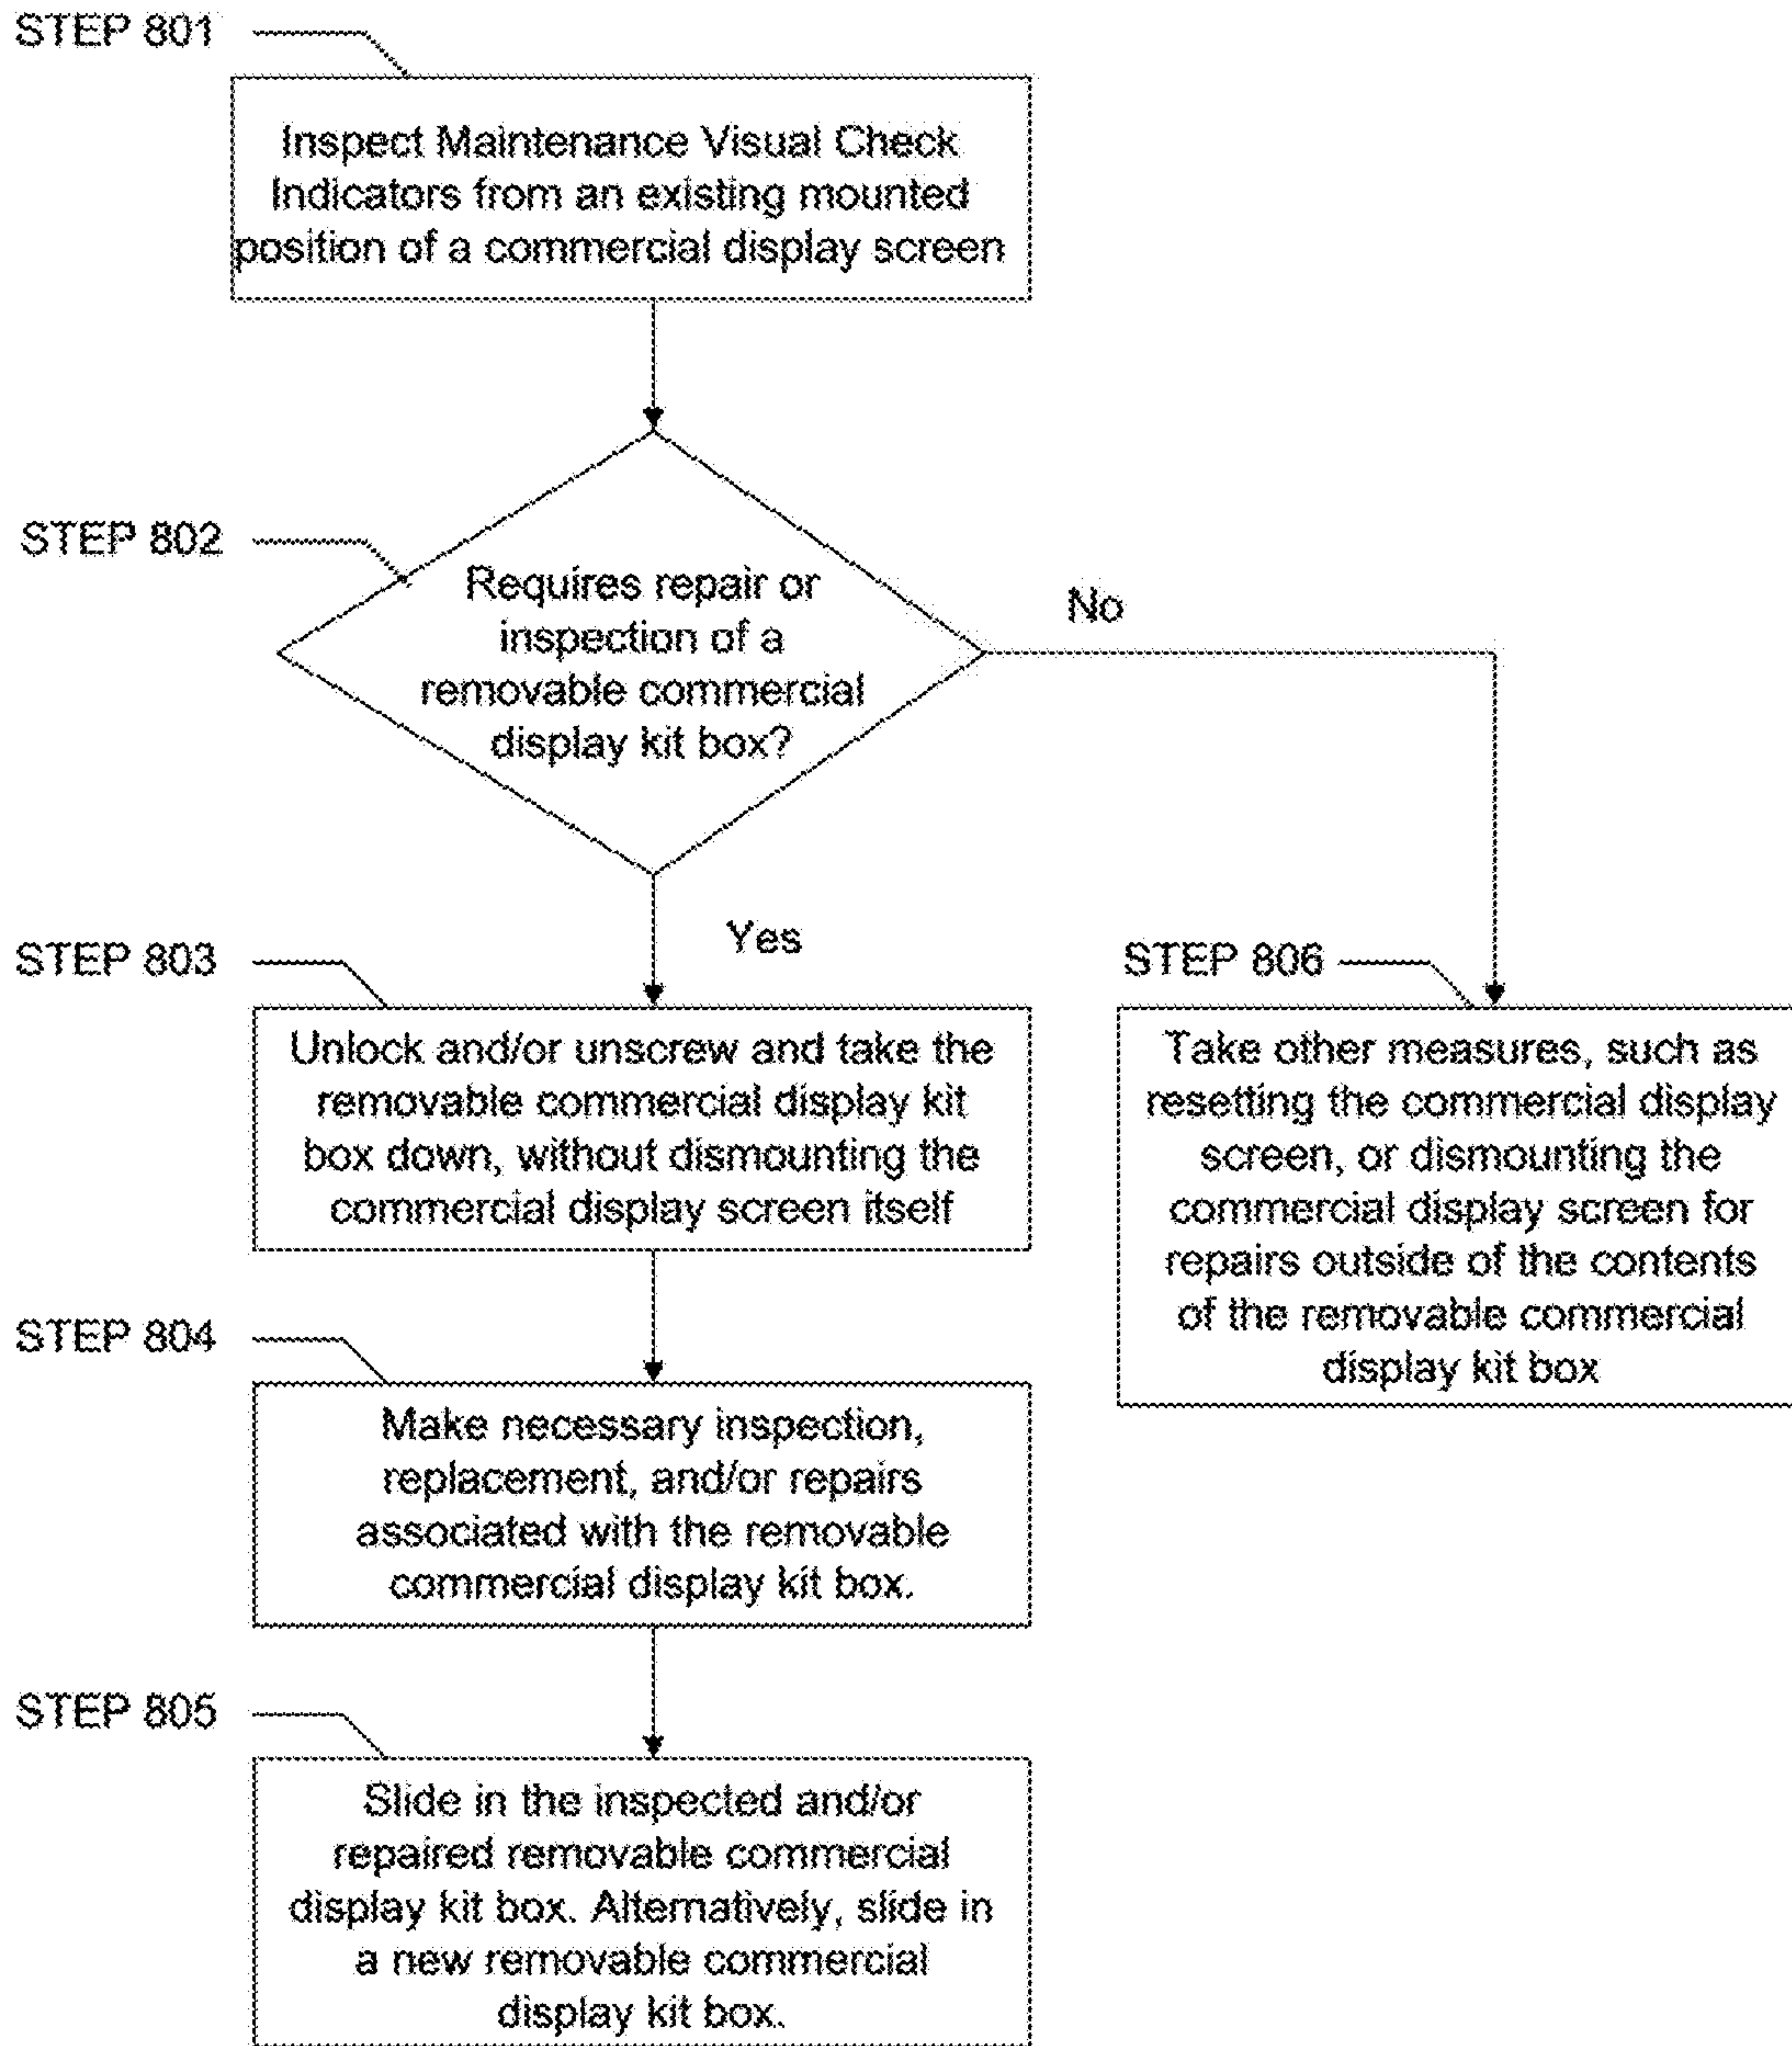 STEP 801
Inspect Maintenance Visual Check
Indicators from an existing mounted
position of a commercial display screen
STEP 802
Requires repair or
inspection of a
removable commercial
display kit box?
No
Yes
STEP 803
Unlock and/or unscrew and take the
removable commercial display kit
box down, without dismounting the
commercial display screen itself
STEP 806
Take other measures, such as
resetting the commercial display
screen, or dismounting the
commercial display screen for
repairs outside of the contents
of the removable commercial
display kit box
STEP 804
Make necessary inspection,
replacement, and/or repairs
associated with the removable
commercial display kit box.
STEP 805
Slide in the inspected and/or
repaired removable commercial
display kit box. Alternatively, slide in
a new removable commercial
display kit box.